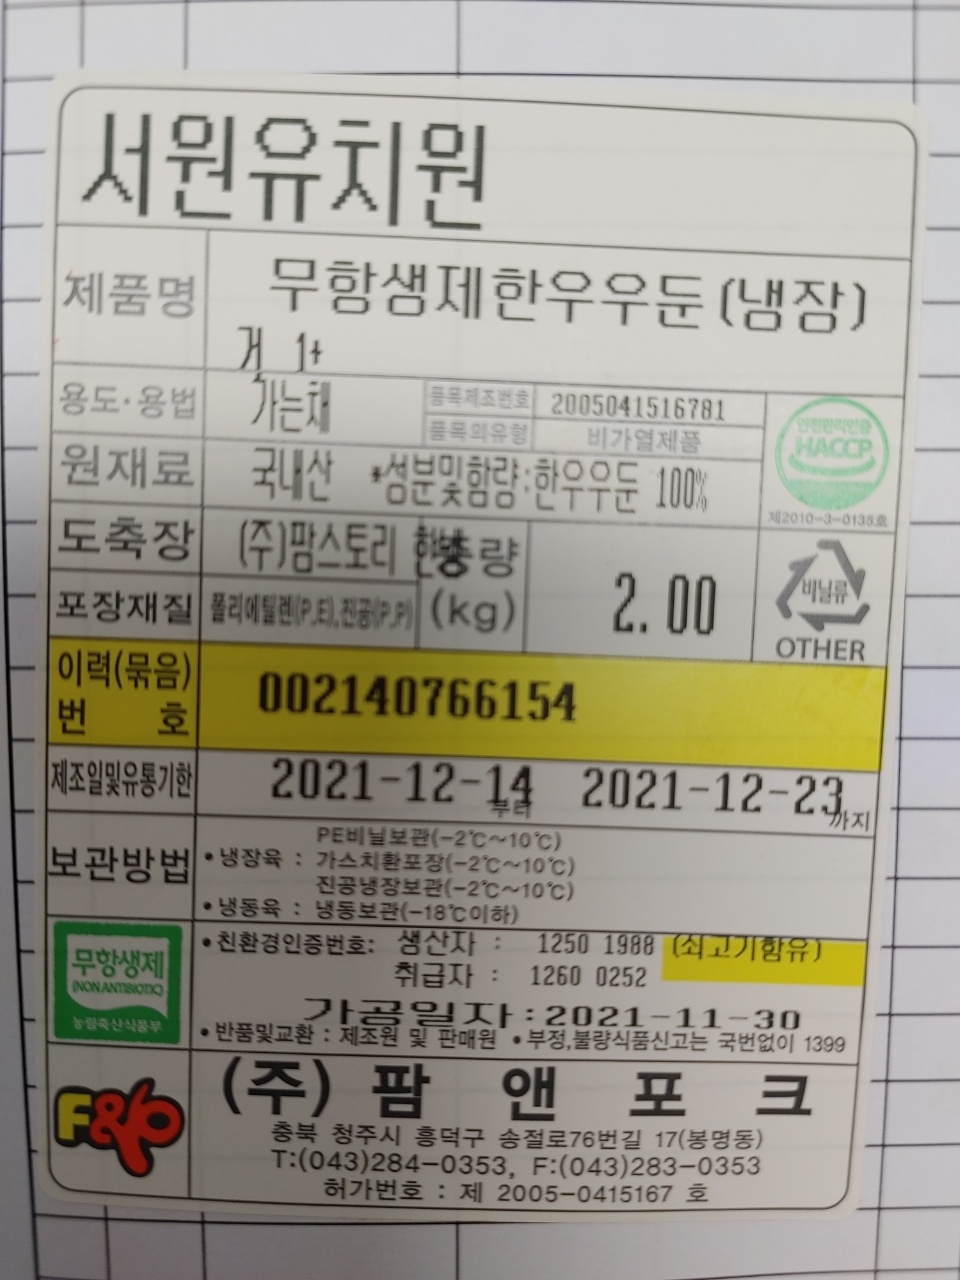 서원유치원
제품명 무항생제한우우둔(냉장)
거 1+
용도·용법 가는채 품목제조번호 2005041516781
품목의유형 비가열제품
안전관리인증
HACCP
제2010-3-0135호
원재료 국내산 *성분및함량:한우우둔 100%
도축장 (주)팜스토리 중량
(kg) 2.00
포장재질 폴리에틸렌(P,E),진공(P,P)
비닐류
OTHER
이력(묶음)
번 호 002140766154
제조일및유통기한 2021-12-14 부터 2021-12-23 까지
보관방법
PE비닐보관(-2℃~10℃)
• 냉장육 : 가스치환포장(-2℃~10℃)
진공냉장보관(-2℃~10℃)
• 냉동육 : 냉동보관(-18℃이하)
무항생제
(NON ANTIBIOTIC)
농림축산식품부
• 친환경인증번호: 생산자 : 1250 1988 (쇠고기함유)
취급자 : 1260 0252
가공일자:2021-11-30
• 반품및교환 : 제조원 및 판매원 • 부정,불량식품신고는 국번없이 1399
F&P
(주) 팜 앤 포 크
충북 청주시 흥덕구 송절로76번길 17(봉명동)
T:(043)284-0353, F:(043)283-0353
허가번호 : 제 2005-0415167 호